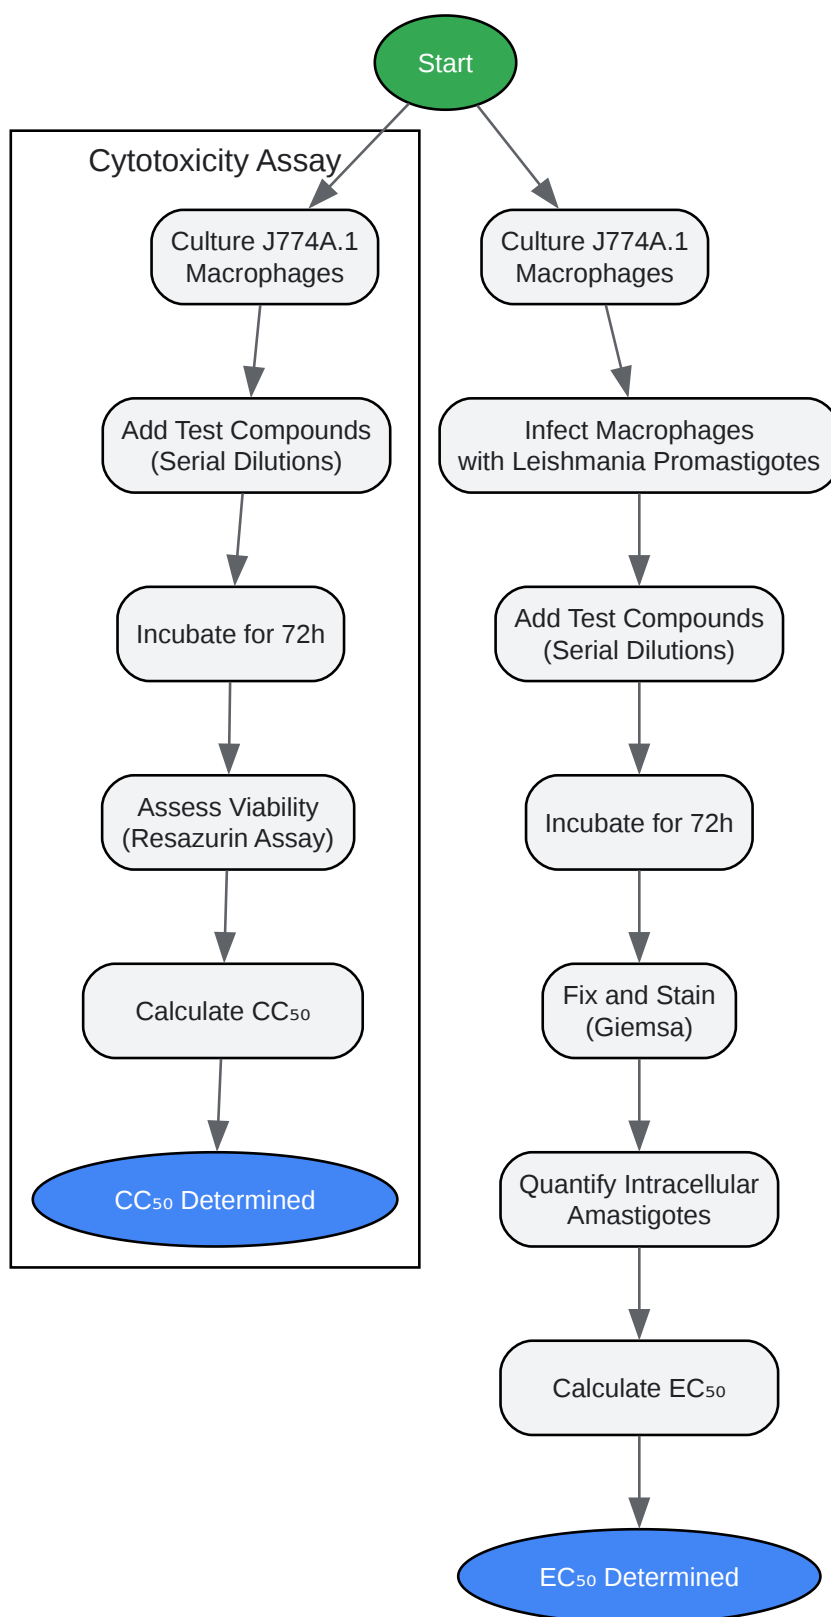 Start
Cytotoxicity Assay
Culture J774A.1
Macrophages
Add Test Compounds
(Serial Dilutions)
Incubate for 72h
Assess Viability
(Resazurin Assay)
Calculate CC₅₀
CC₅₀ Determined
Culture J774A.1
Macrophages
Infect Macrophages
with Leishmania Promastigotes
Add Test Compounds
(Serial Dilutions)
Incubate for 72h
Fix and Stain
(Giemsa)
Quantify Intracellular
Amastigotes
Calculate EC₅₀
EC₅₀ Determined